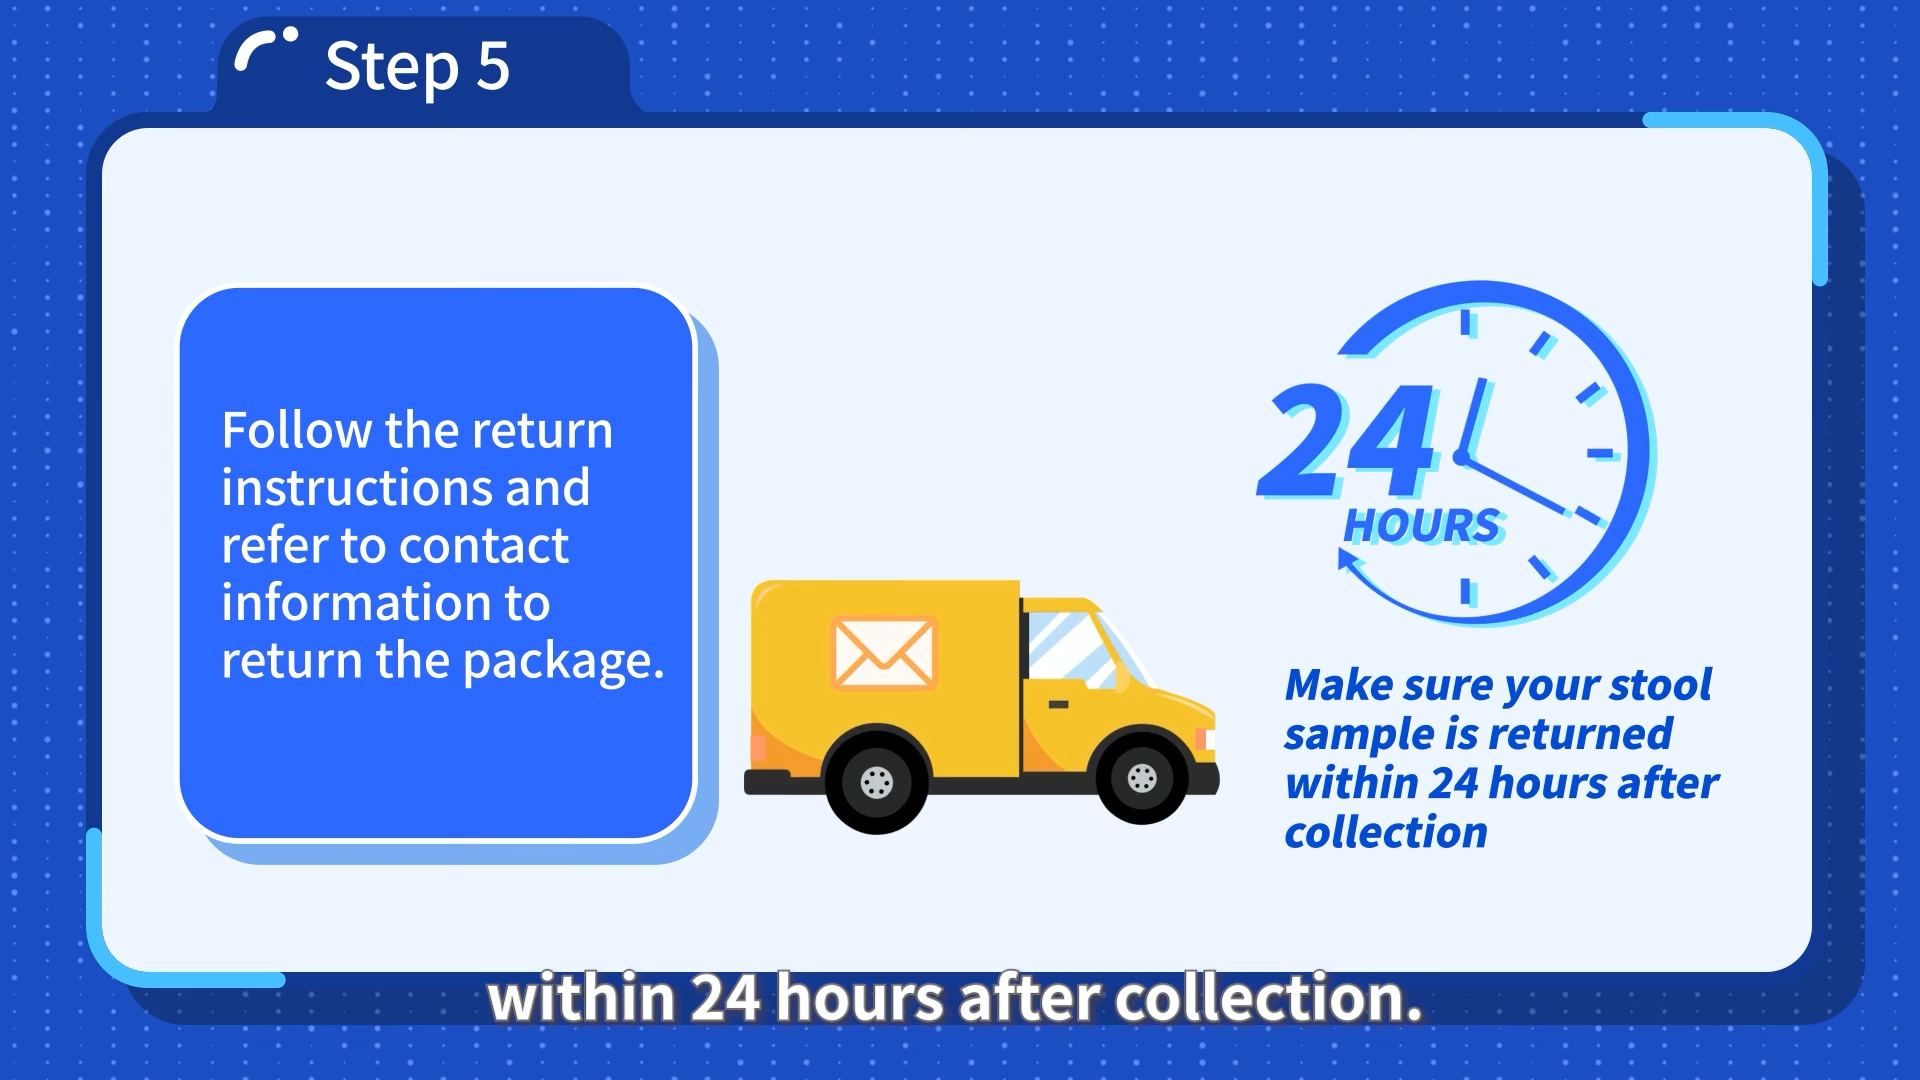 Step 5
Follow the return
instructions and
refer to contact
information to
return the package.
24
HOURS
Make sure your stool
sample is returned
within 24 hours after
collection
within 24 hours after collection.